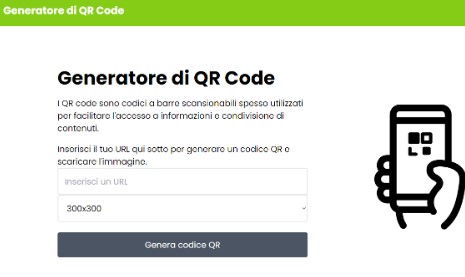 Generatore di QR Code
Generatore di QR Code
I QR code sono codici a barre scansionabili spesso utilizzati
per facilitare l'accesso a informazioni e condivisione di
contenuti.
Inserisci il tuo URL qui sotto per generare un codice QR e
scaricare l'immagine.
Inserisci un URL
300x300
Genera codice QR